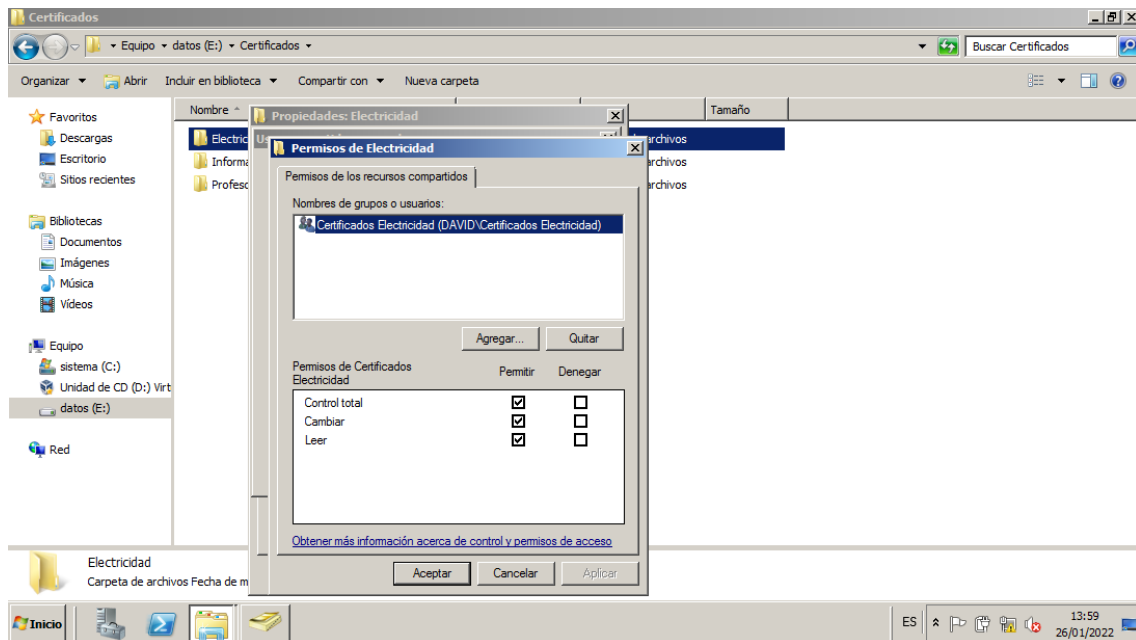 Certificados
Equipo datos (E:) Certificados
Buscar Certificados
Organizar Abrir Incluir en biblioteca Compartir con Nueva carpeta
Favoritos
Descargas
Escritorio
Sitios recientes
Bibliotecas
Documentos
Imágenes
Música
Vídeos
Equipo
sistema (C:)
Unidad de CD (D:) Virt
datos (E:)
Red
Nombre
Tamaño
Electric
Informa
Profeso
archivos
archivos
archivos
Propiedades: Electricidad
Permisos de Electricidad
Permisos de los recursos compartidos
Nombres de grupos o usuarios:
Certificados Electricidad (DAVID\Certificados Electricidad)
Agregar...
Quitar
Permisos de Certificados
Electricidad
Permitir
Denegar
Control total
Cambiar
Leer
Obtener más información acerca de control y permisos de acceso
Aceptar
Cancelar
Aplicar
Electricidad
Carpeta de archivos Fecha de m
Inicio
ES
13:59
26/01/2022